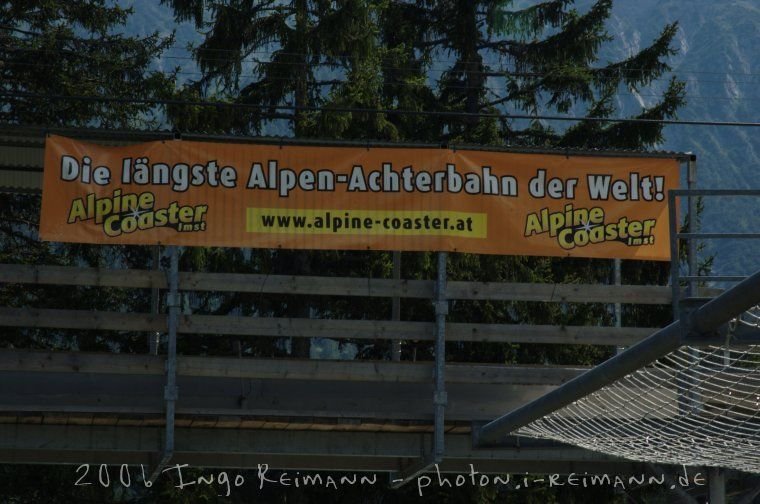 Die längste Alpen-Achterbahn der Welt!
Alpine
Coaster
Imst
www.alpine-coaster.at
Alpine
Coaster
Imst
2006 Ingo Reimann - photon.i-reimann.de